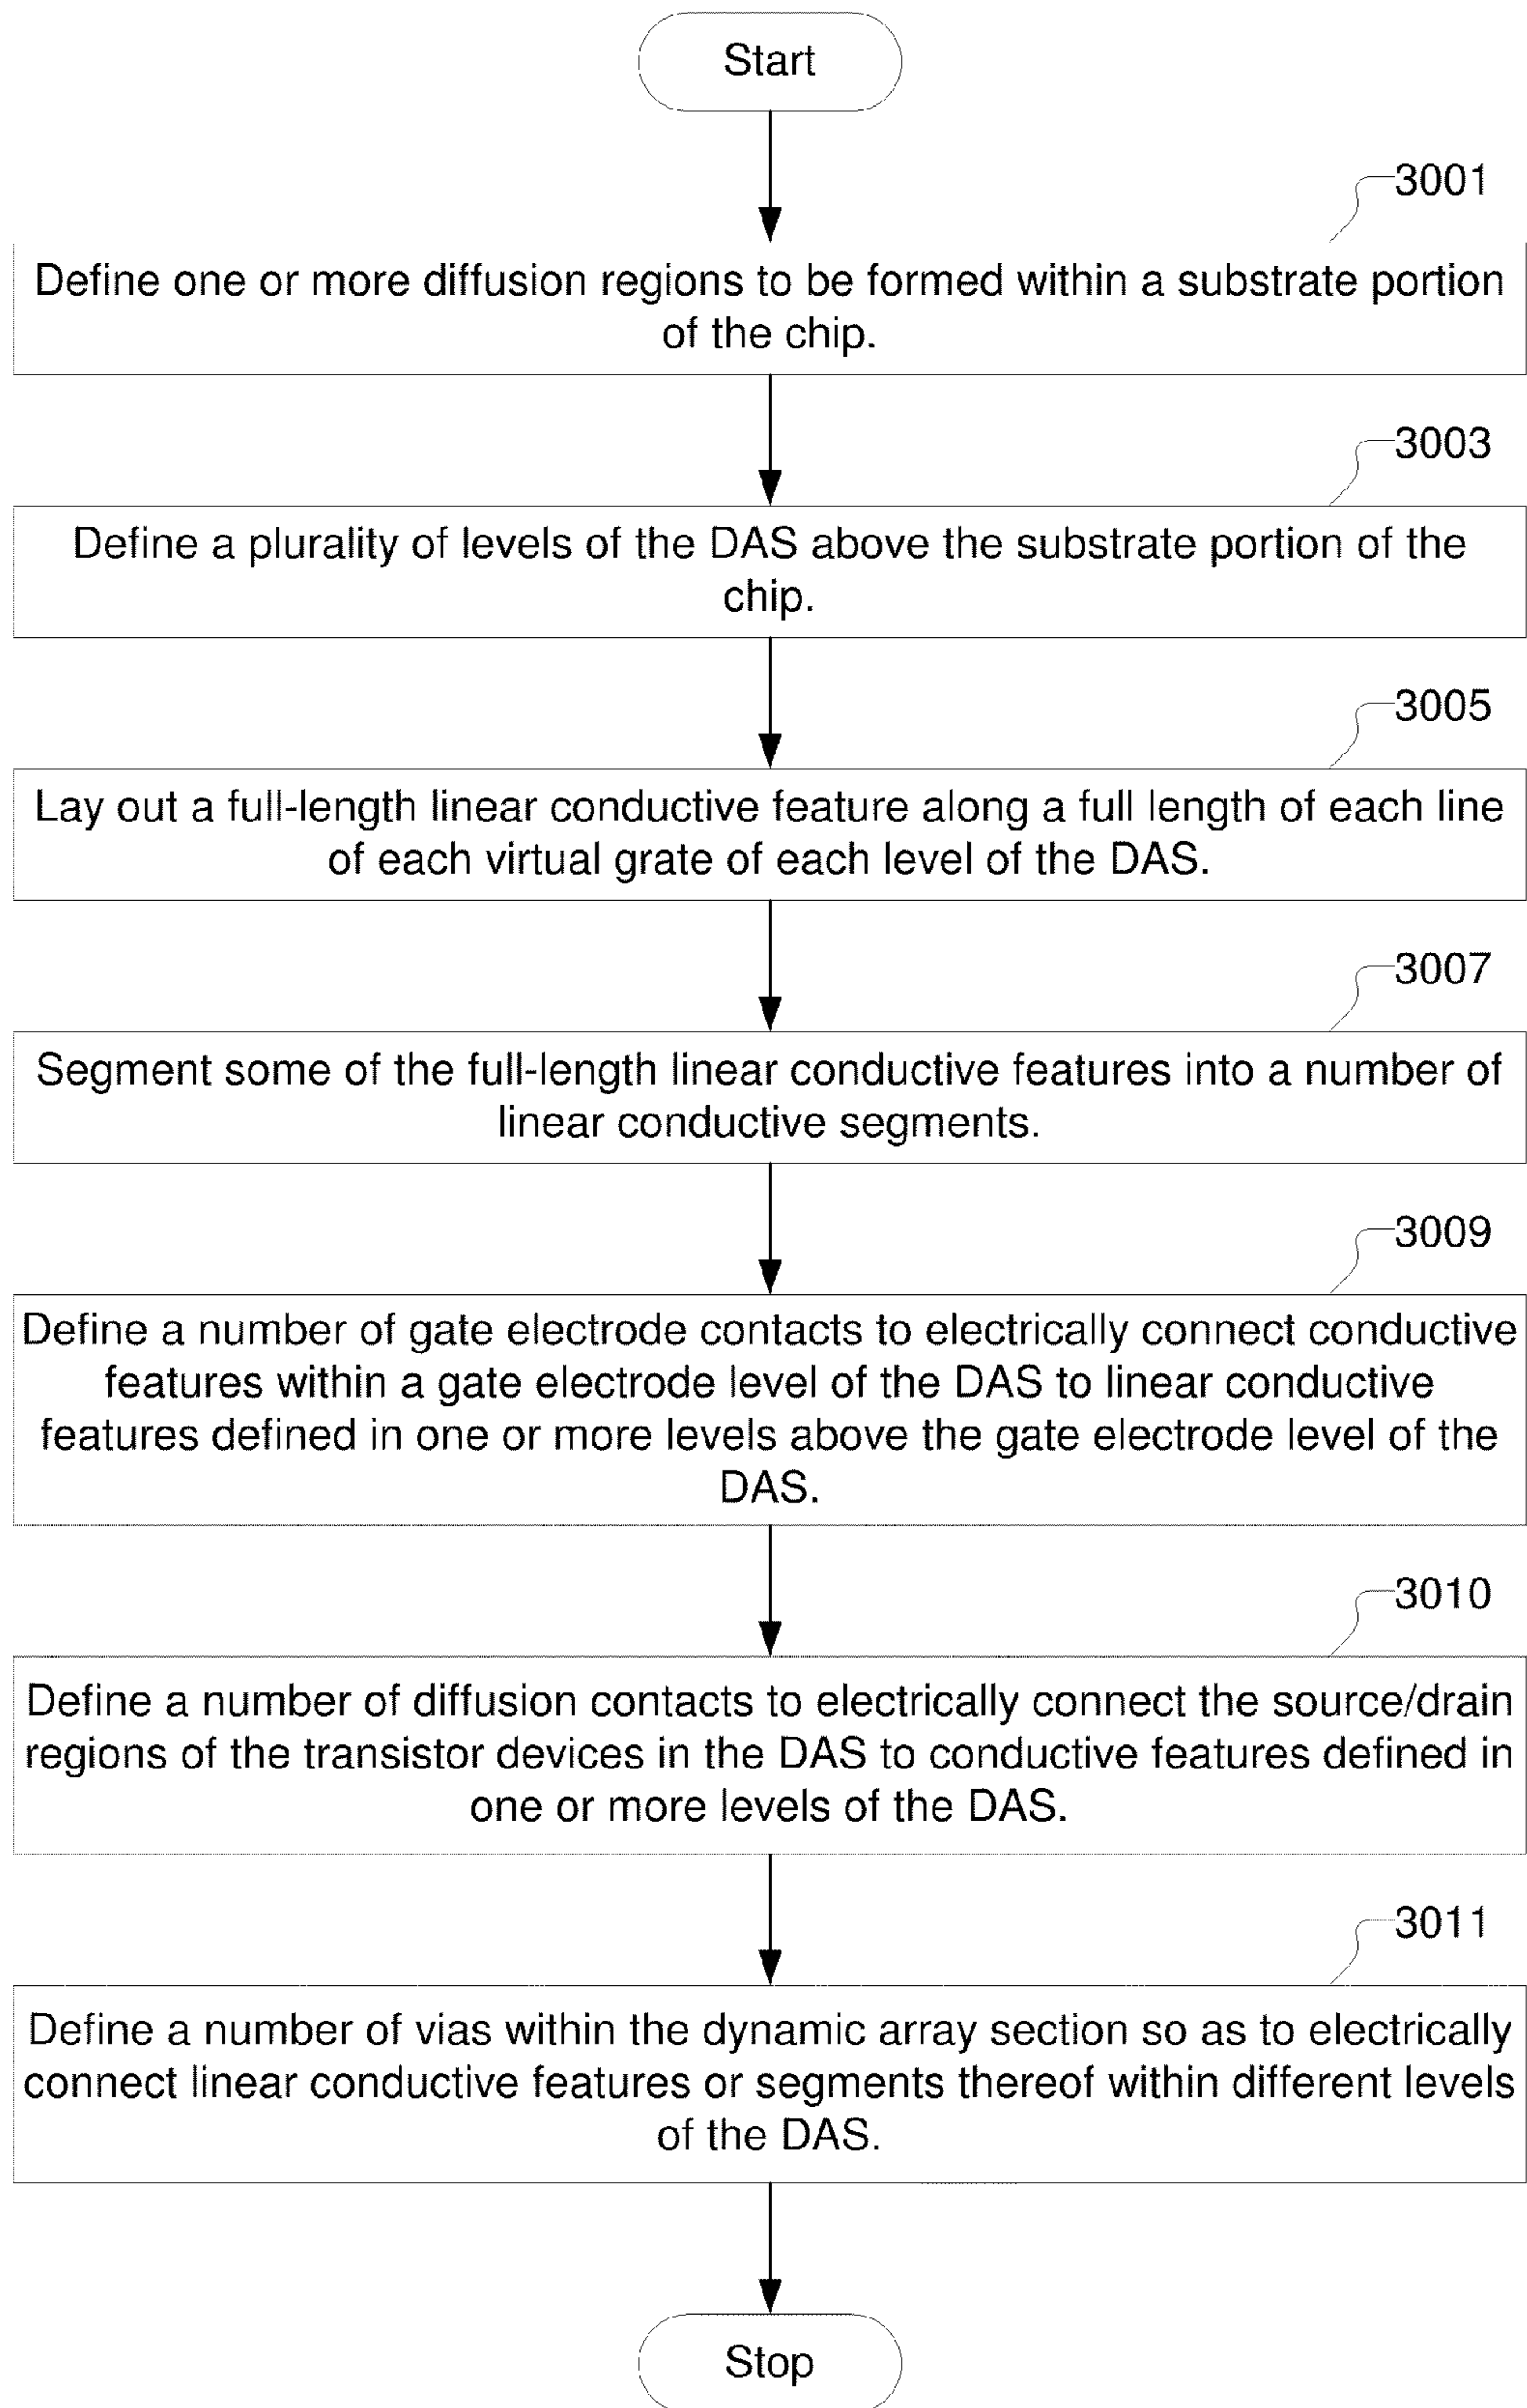 Start
3001
Define one or more diffusion regions to be formed within a substrate portion
of the chip.
3003
Define a plurality of levels of the DAS above the substrate portion of the
chip.
3005
Lay out a full-length linear conductive feature along a full length of each line
of each virtual grate of each level of the DAS.
3007
Segment some of the full-length linear conductive features into a number of
linear conductive segments.
3009
Define a number of gate electrode contacts to electrically connect conductive
features within a gate electrode level of the DAS to linear conductive
features defined in one or more levels above the gate electrode level of the
DAS.
3010
Define a number of diffusion contacts to electrically connect the source/drain
regions of the transistor devices in the DAS to conductive features defined in
one or more levels of the DAS.
3011
Define a number of vias within the dynamic array section so as to electrically
connect linear conductive features or segments thereof within different levels
of the DAS.
Stop